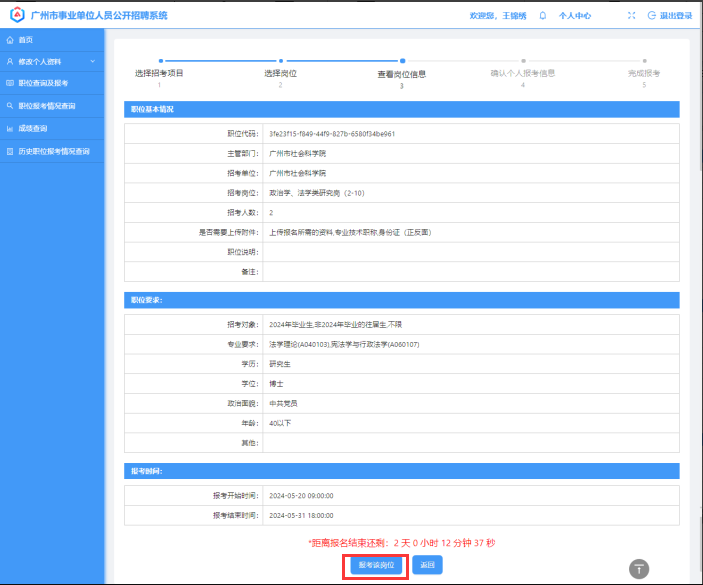 广州市事业单位人员公开招聘系统
欢迎您，王锦绣 个人中心 退出登录
首页
修改个人资料
职位查询及报考
职位报考情况查询
成绩查询
历史职位报考情况查询
选择招考项目 选择岗位 查看岗位信息 确认个人报考信息 完成报考
1 2 3 4 5
职位基本情况
职位代码： 3fe23f15-f849-44f9-827b-6580f34be961
主管部门： 广州市社会科学院
招考单位： 广州市社会科学院
招考岗位： 政治学、法学类研究岗（2-10）
招考人数： 2
是否需要上传附件： 上传报名所需的资料,专业技术职称,身份证（正反面）
职位说明：
备注：
职位要求：
招考对象： 2024年毕业生,非2024年毕业的往届生,不限
专业要求： 法学理论(A040103),宪法学与行政法学(A060107)
学历： 研究生
学位： 博士
政治面貌： 中共党员
年龄： 40以下
其他：
报考时间：
报考开始时间： 2024-05-20 09:00:00
报考结束时间： 2024-05-31 18:00:00
*距离报名结束还剩：2 天 0 小时 12 分钟 37 秒
报考该岗位 返回